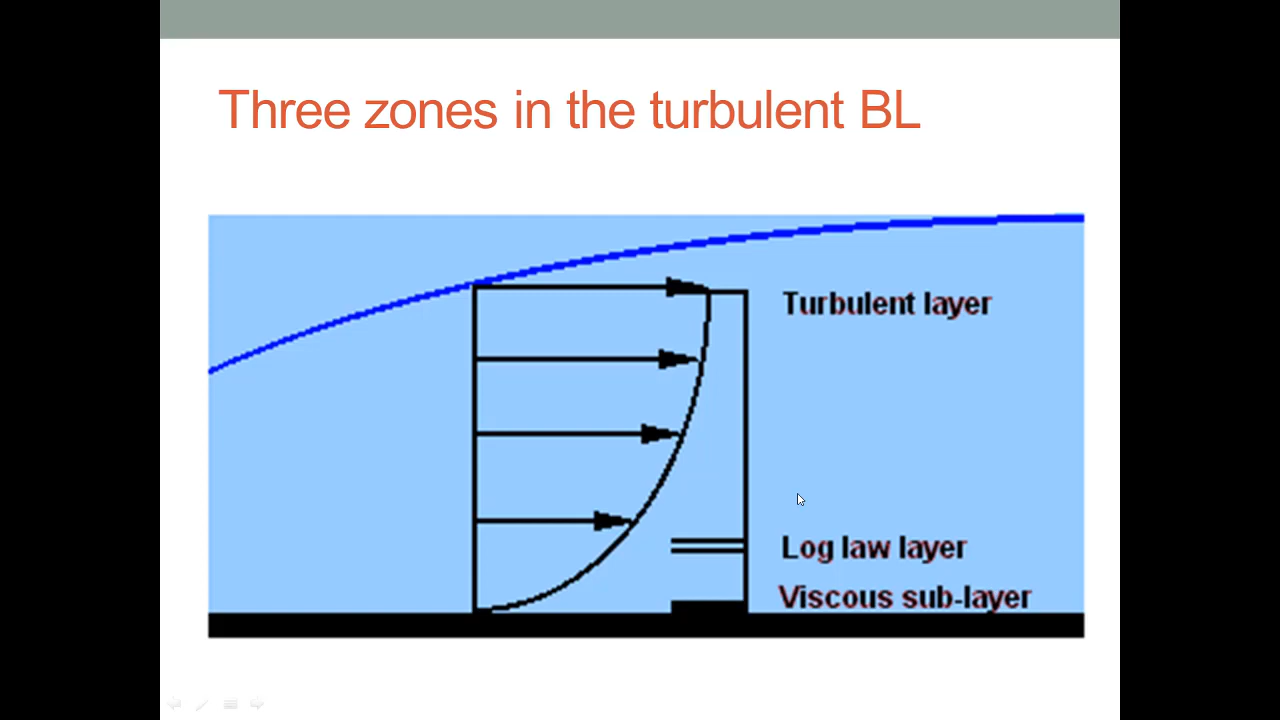 Three zones in the turbulent BL
Turbulent layer
Log law layer
Viscous sub-layer